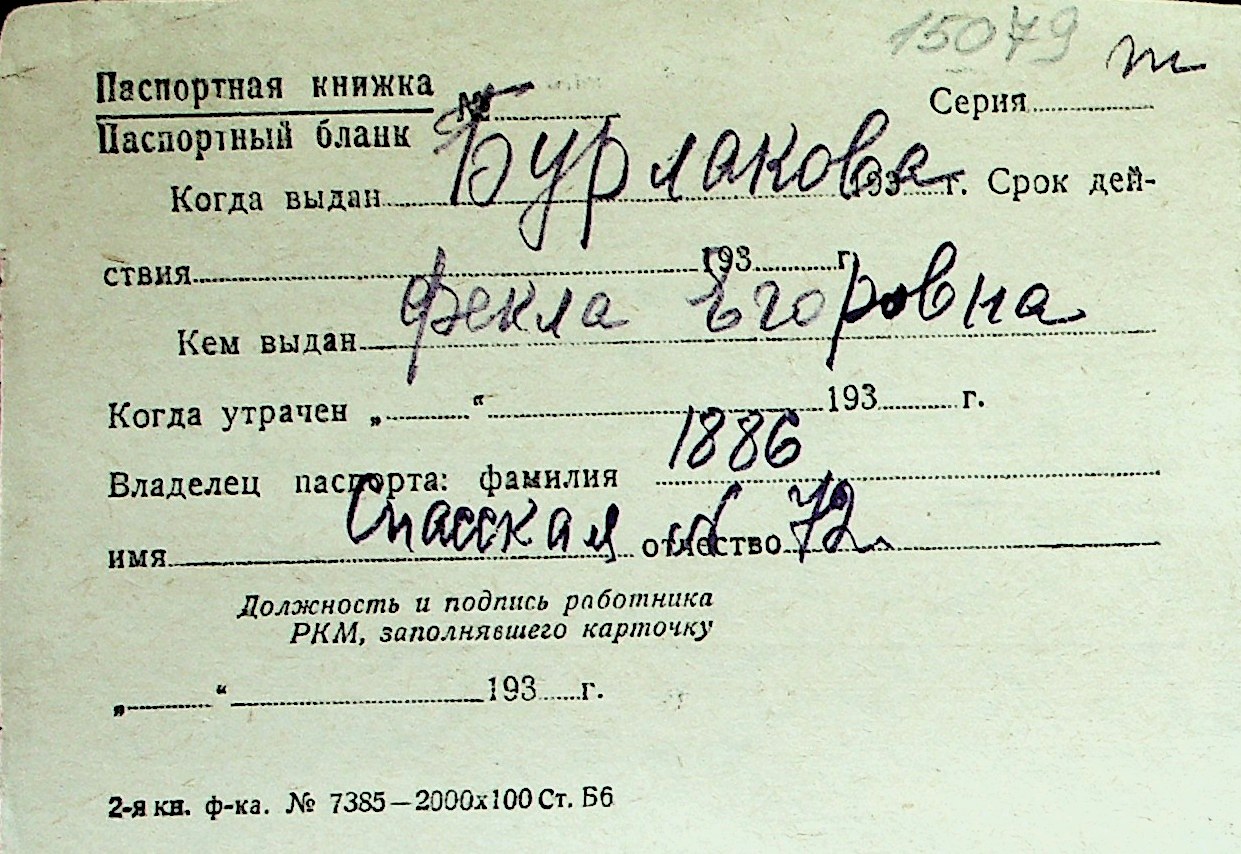 15079 т
Паспортная книжка
№ Серия
Паспортный бланк
Бурлакова
Когда выдан 193 г. Срок дей-
ствия 193 г.
Фекла Егоровна
Кем выдан
Когда утрачен „ “ 193 г.
1886
Владелец паспорта: фамилия
Спасская 72
имя отчество
Должность и подпись работника
РКМ, заполнявшего карточку
„ “ 193 г.
2-я кн. ф-ка. № 7385—2000х100 Ст. Б6